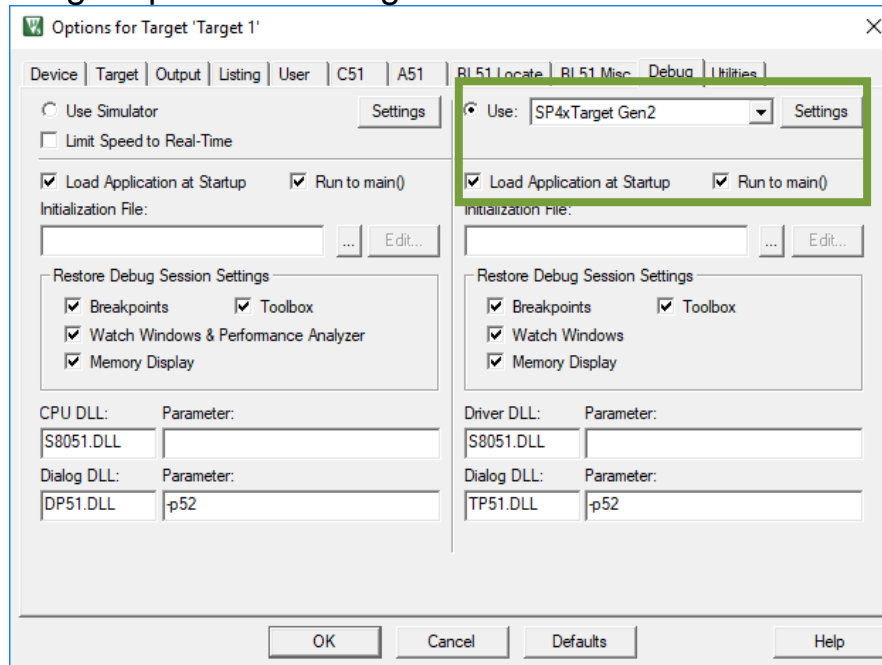 Options for Target 'Target 1'
Device Target Output Listing User C51 A51 BL51 Locate BL51 Misc Debug Utilities
Use Simulator Settings
Limit Speed to Real-Time
Use: SP4xTarget Gen2 Settings
Load Application at Startup Run to main()
Initialization File:
... Edit...
Restore Debug Session Settings
Breakpoints Toolbox
Watch Windows & Performance Analyzer
Memory Display
Load Application at Startup Run to main()
Initialization File:
... Edit...
Restore Debug Session Settings
Breakpoints Toolbox
Watch Windows
Memory Display
CPU DLL: Parameter:
S8051.DLL
Dialog DLL: Parameter:
DP51.DLL -p52
Driver DLL: Parameter:
S8051.DLL
Dialog DLL: Parameter:
TP51.DLL -p52
OK Cancel Defaults Help